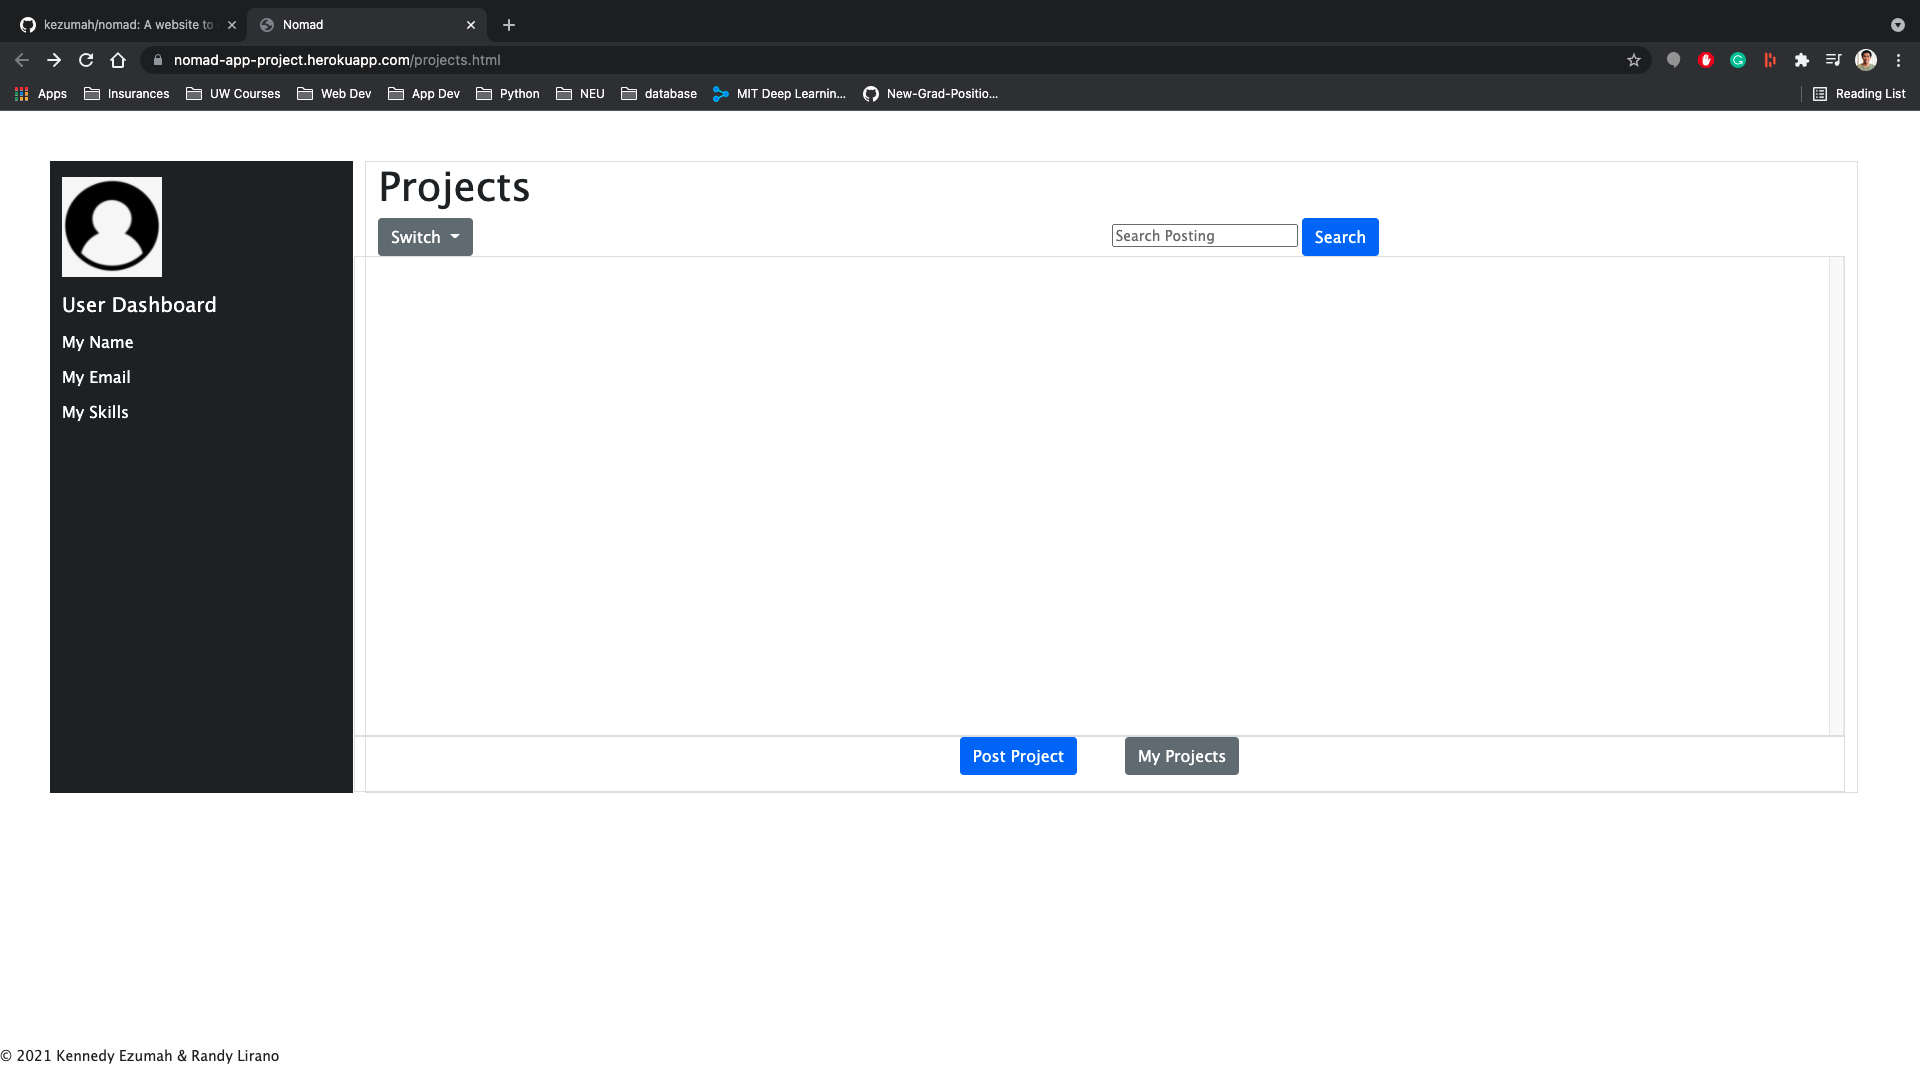 kezumah/nomad: A website to
Nomad
nomad-app-project.herokuapp.com/projects.html
Apps Insurances UW Courses Web Dev App Dev Python NEU database MIT Deep Learnin... New-Grad-Positio... Reading List
Projects
Switch Search Posting Search
User Dashboard
My Name
My Email
My Skills
Post Project My Projects
© 2021 Kennedy Ezumah & Randy Lirano